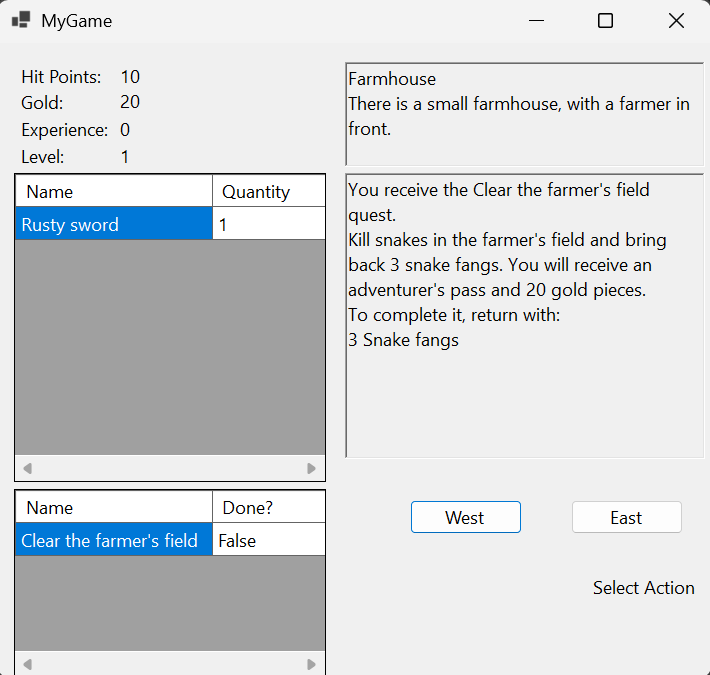 MyGame
Hit Points: 10
Gold: 20
Experience: 0
Level: 1
Farmhouse
There is a small farmhouse, with a farmer in
front.
Name Quantity
Rusty sword 1
You receive the Clear the farmer's field
quest.
Kill snakes in the farmer's field and bring
back 3 snake fangs. You will receive an
adventurer's pass and 20 gold pieces.
To complete it, return with:
3 Snake fangs
Name Done?
Clear the farmer's field False
West East
Select Action